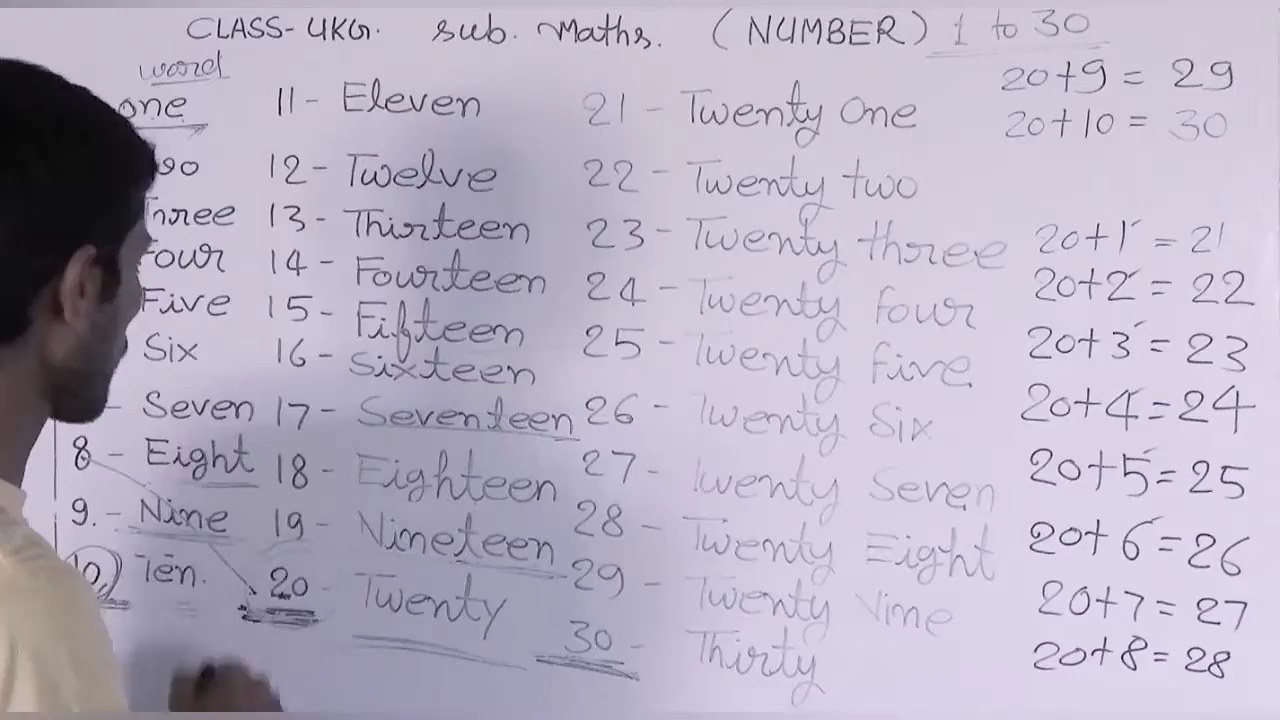 CLASS-UKG. Sub. Maths. (NUMBER) 1 to 30
word
one
Three
Four
Five
Six
Seven
8 - Eight
9. - Nine
10) Ten.
11 - Eleven
12 - Twelve
13 - Thirteen
14 - Fourteen
15 - Fifteen
16 - Sixteen
17 - Seventeen
18 - Eighteen
19 - Nineteen
20 - Twenty
21 - Twenty One
22 - Twenty two
23 - Twenty three
24 - Twenty Four
25 - Twenty Five
26 - Twenty Six
27 - Twenty Seven
28 - Twenty Eight
29 - Twenty Nine
30 - Thirty
20+9 = 29
20+10 = 30
20+1 = 21
20+2 = 22
20+3 = 23
20+4 = 24
20+5 = 25
20+6 = 26
20+7 = 27
20+8 = 28